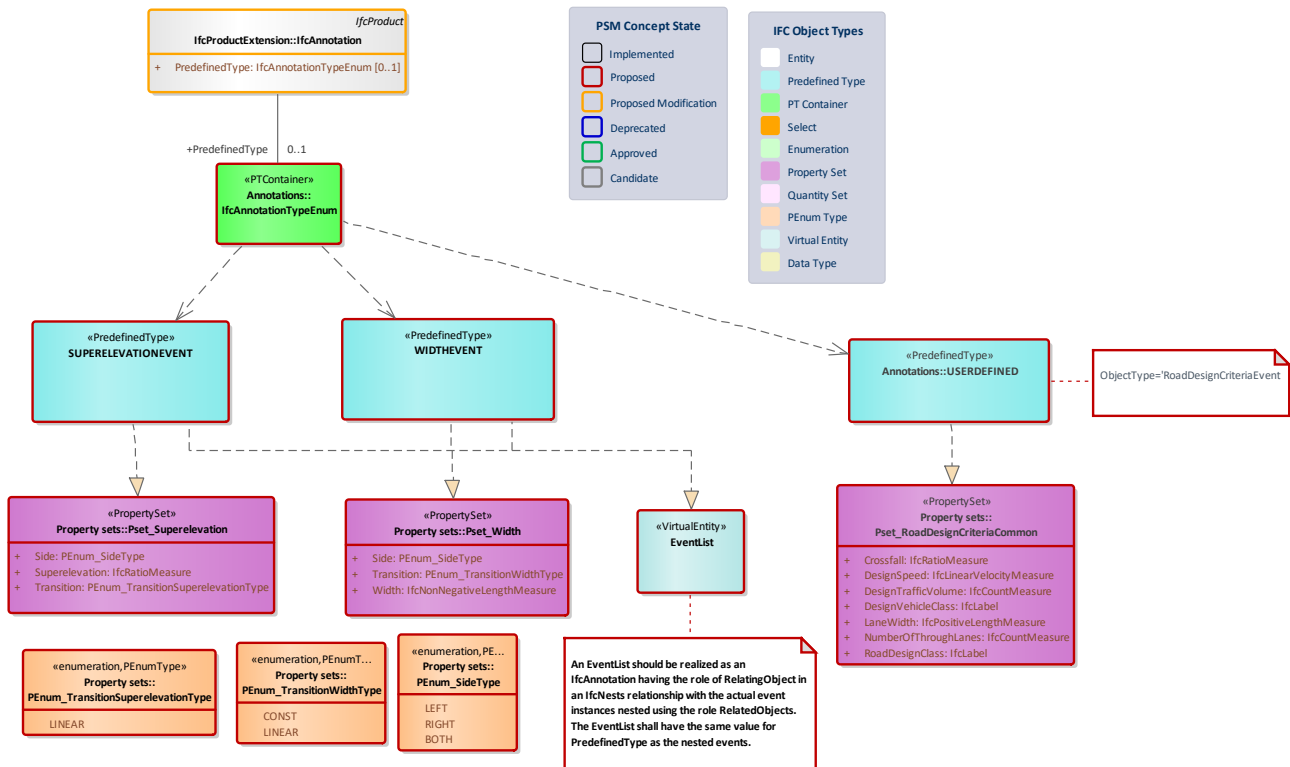 IfcProduct
IfcProductExtension::IfcAnnotation
+ PredefinedType: IfcAnnotationTypeEnum [0..1]
+PredefinedType 0..1
«PTContainer»
Annotations::
IfcAnnotationTypeEnum
PSM Concept State
Implemented
Proposed
Proposed Modification
Deprecated
Approved
Candidate
IFC Object Types
Entity
Predefined Type
PT Container
Select
Enumeration
Property Set
Quantity Set
PEnum Type
Virtual Entity
Data Type
«PredefinedType»
SUPERELEVATIONEVENT
«PredefinedType»
WIDTHEVENT
«PredefinedType»
Annotations::USERDEFINED
ObjectType='RoadDesignCriteriaEvent
«PropertySet»
Property sets::Pset_Superelevation
+ Side: PEnum_SideType
+ Superelevation: IfcRatioMeasure
+ Transition: PEnum_TransitionSuperelevationType
«PropertySet»
Property sets::Pset_Width
+ Side: PEnum_SideType
+ Transition: PEnum_TransitionWidthType
+ Width: IfcNonNegativeLengthMeasure
«VirtualEntity»
EventList
«PropertySet»
Property sets::
Pset_RoadDesignCriteriaCommon
+ Crossfall: IfcRatioMeasure
+ DesignSpeed: IfcLinearVelocityMeasure
+ DesignTrafficVolume: IfcCountMeasure
+ DesignVehicleClass: IfcLabel
+ LaneWidth: IfcPositiveLengthMeasure
+ NumberOfThroughLanes: IfcCountMeasure
+ RoadDesignClass: IfcLabel
«enumeration,PEnumType»
Property sets::
PEnum_TransitionSuperelevationType
LINEAR
«enumeration,PEnumT...
Property sets::
PEnum_TransitionWidthType
CONST
LINEAR
«enumeration,PE...
Property sets::
PEnum_SideType
LEFT
RIGHT
BOTH
An EventList should be realized as an
IfcAnnotation having the role of RelatingObject in
an IfcNests relationship with the actual event
instances nested using the role RelatedObjects.
The EventList shall have the same value for
PredefinedType as the nested events.